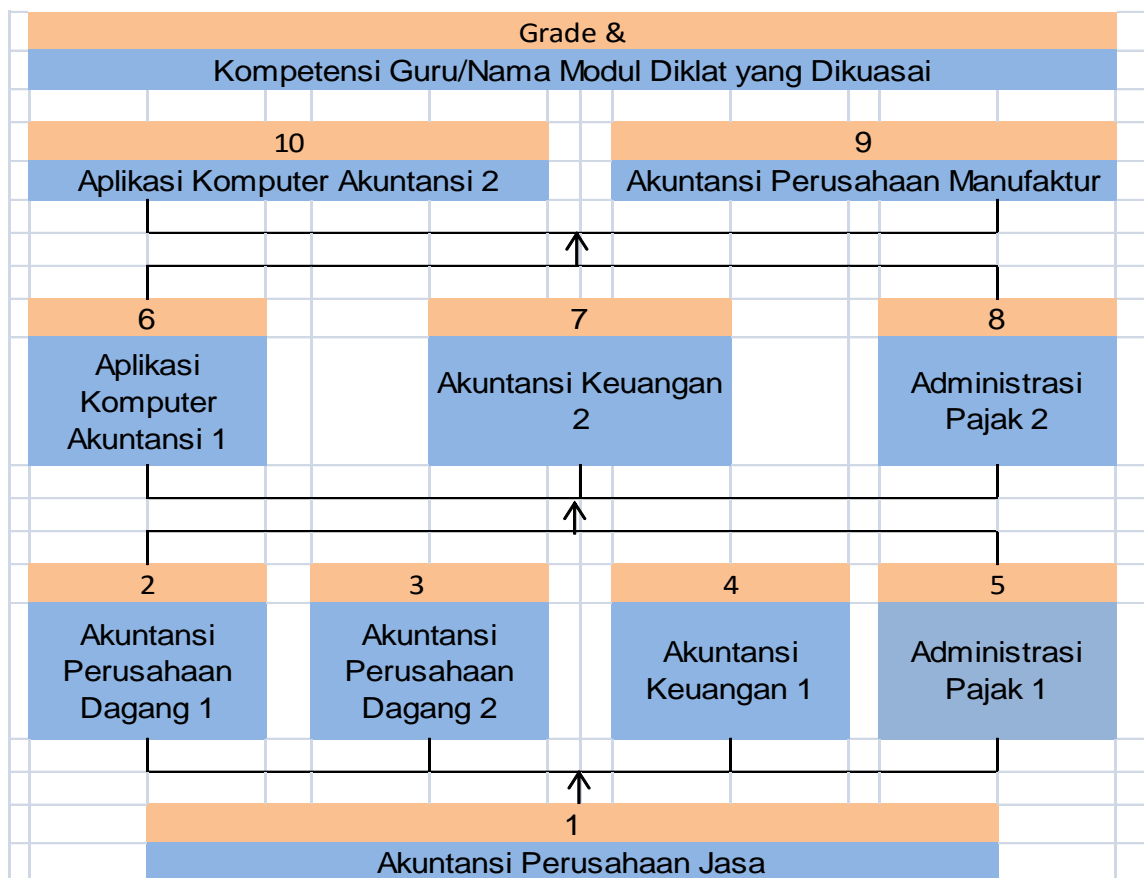 Grade &
Kompetensi Guru/Nama Modul Diklat yang Dikuasai
10
Aplikasi Komputer Akuntansi 2
9
Akuntansi Perusahaan Manufaktur
6
Aplikasi
Komputer
Akuntansi 1
7
Akuntansi Keuangan
2
8
Administrasi
Pajak 2
2
Akuntansi
Perusahaan
Dagang 1
3
Akuntansi
Perusahaan
Dagang 2
4
Akuntansi
Keuangan 1
5
Administrasi
Pajak 1
1
Akuntansi Perusahaan Jasa